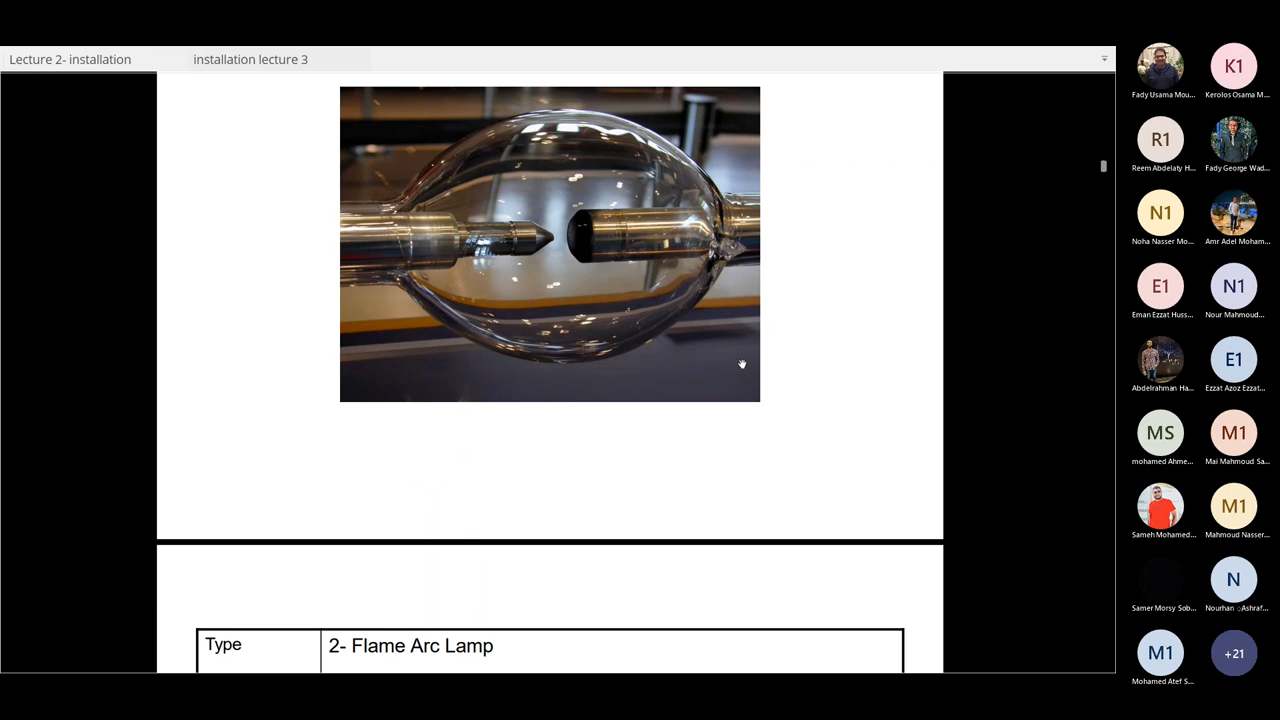 Lecture 2- installation
installation lecture 3
Type
2- Flame Arc Lamp
Fady Usama Mou...
K1
Kerolos Osama M...
R1
Reem Abdelaty H...
Fady George Wad...
N1
Noha Nasser Mo...
Amr Adel Moham...
E1
Eman Ezzat Huss...
N1
Nour Mahmoud...
Abdelrahman Ha...
E1
Ezzat Azoz Ezzat...
MS
mohamed Ahme...
M1
Mai Mahmoud Sa...
Sameh Mohamed...
M1
Mahmoud Nasser...
Samer Morsy Sob...
N
Nourhan ِAshraf...
M1
Mohamed Atef S...
+21